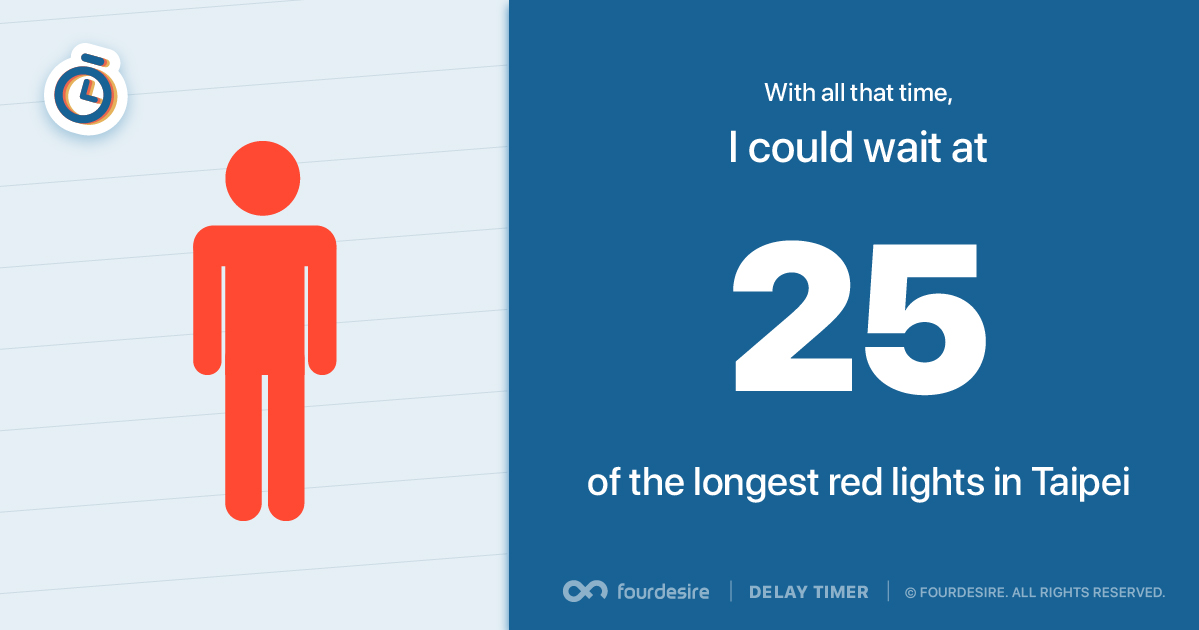 With all that time,
I could wait at
25
of the longest red lights in Taipei
fourdesire | DELAY TIMER | © FOURDESIRE. ALL RIGHTS RESERVED.